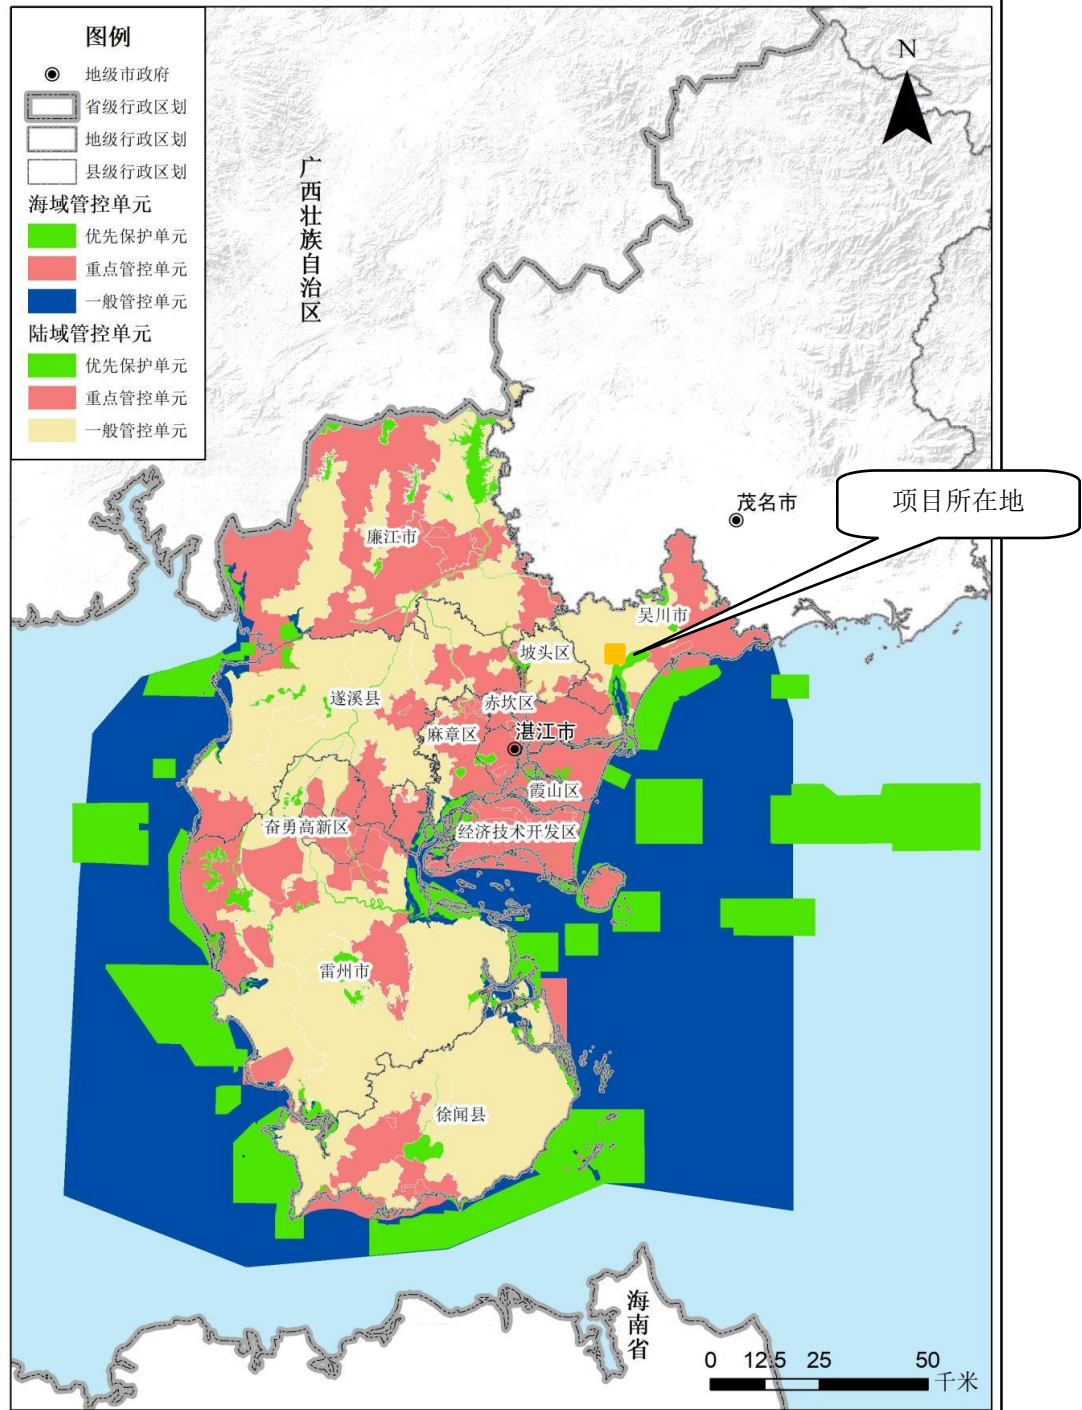 图例
地级市政府
省级行政区划
地级行政区划
县级行政区划
海域管控单元
优先保护单元
重点管控单元
一般管控单元
陆域管控单元
优先保护单元
重点管控单元
一般管控单元
广西壮族自治区
N
茂名市
项目所在地
廉江市
吴川市
坡头区
遂溪县
赤坎区
麻章区
湛江市
霞山区
奋勇高新区
经济技术开发区
雷州市
徐闻县
海南省
0 12.5 25 50
千米